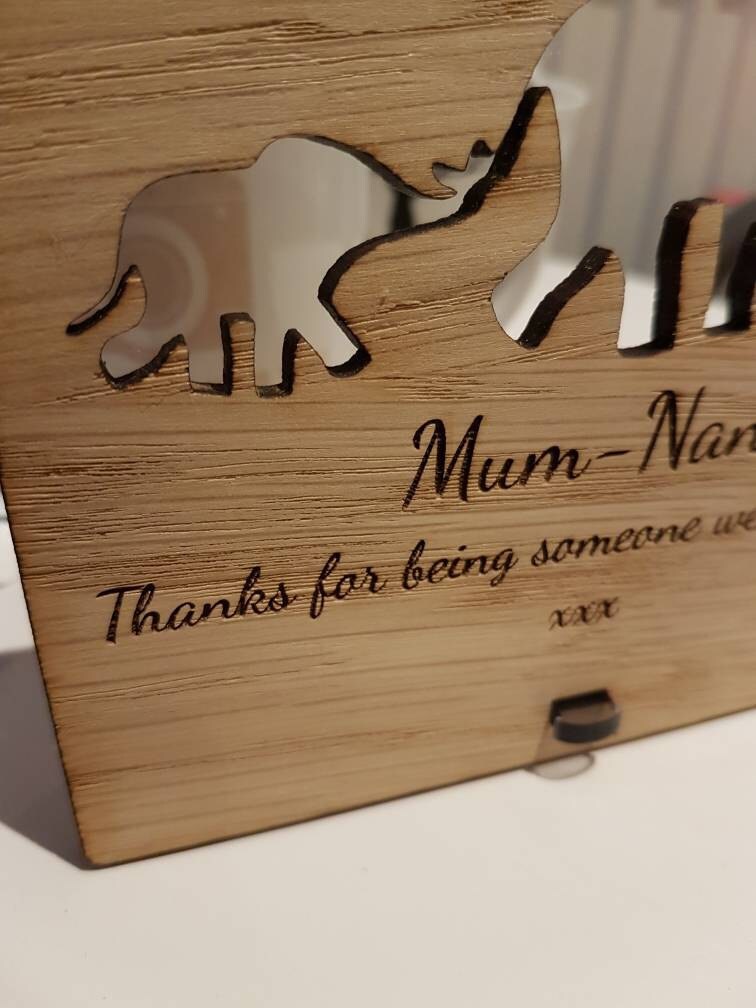 Mum-Nan
Thanks for being someone we
xxx